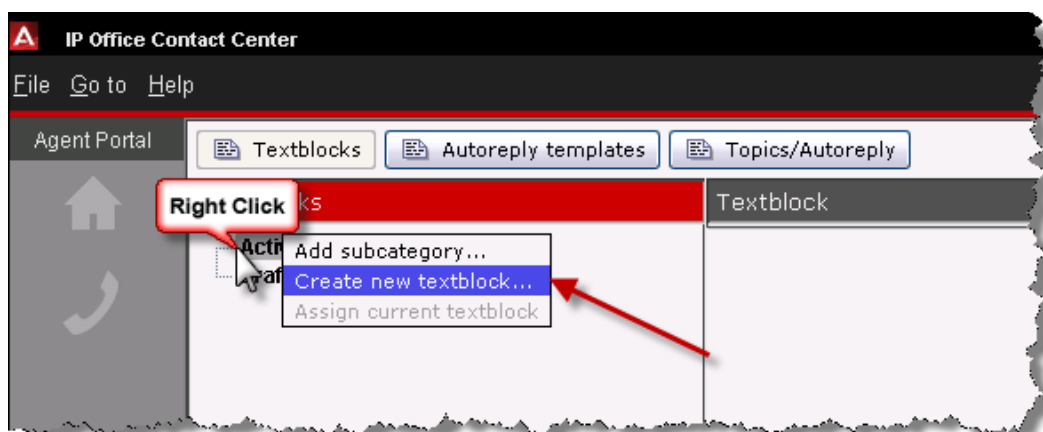 IP Office Contact Center
File Go to Help
Agent Portal
Textblocks
Autoreply templates
Topics/Autoreply
Right Click
Textblock
Add subcategory...
Create new textblock...
Assign current textblock